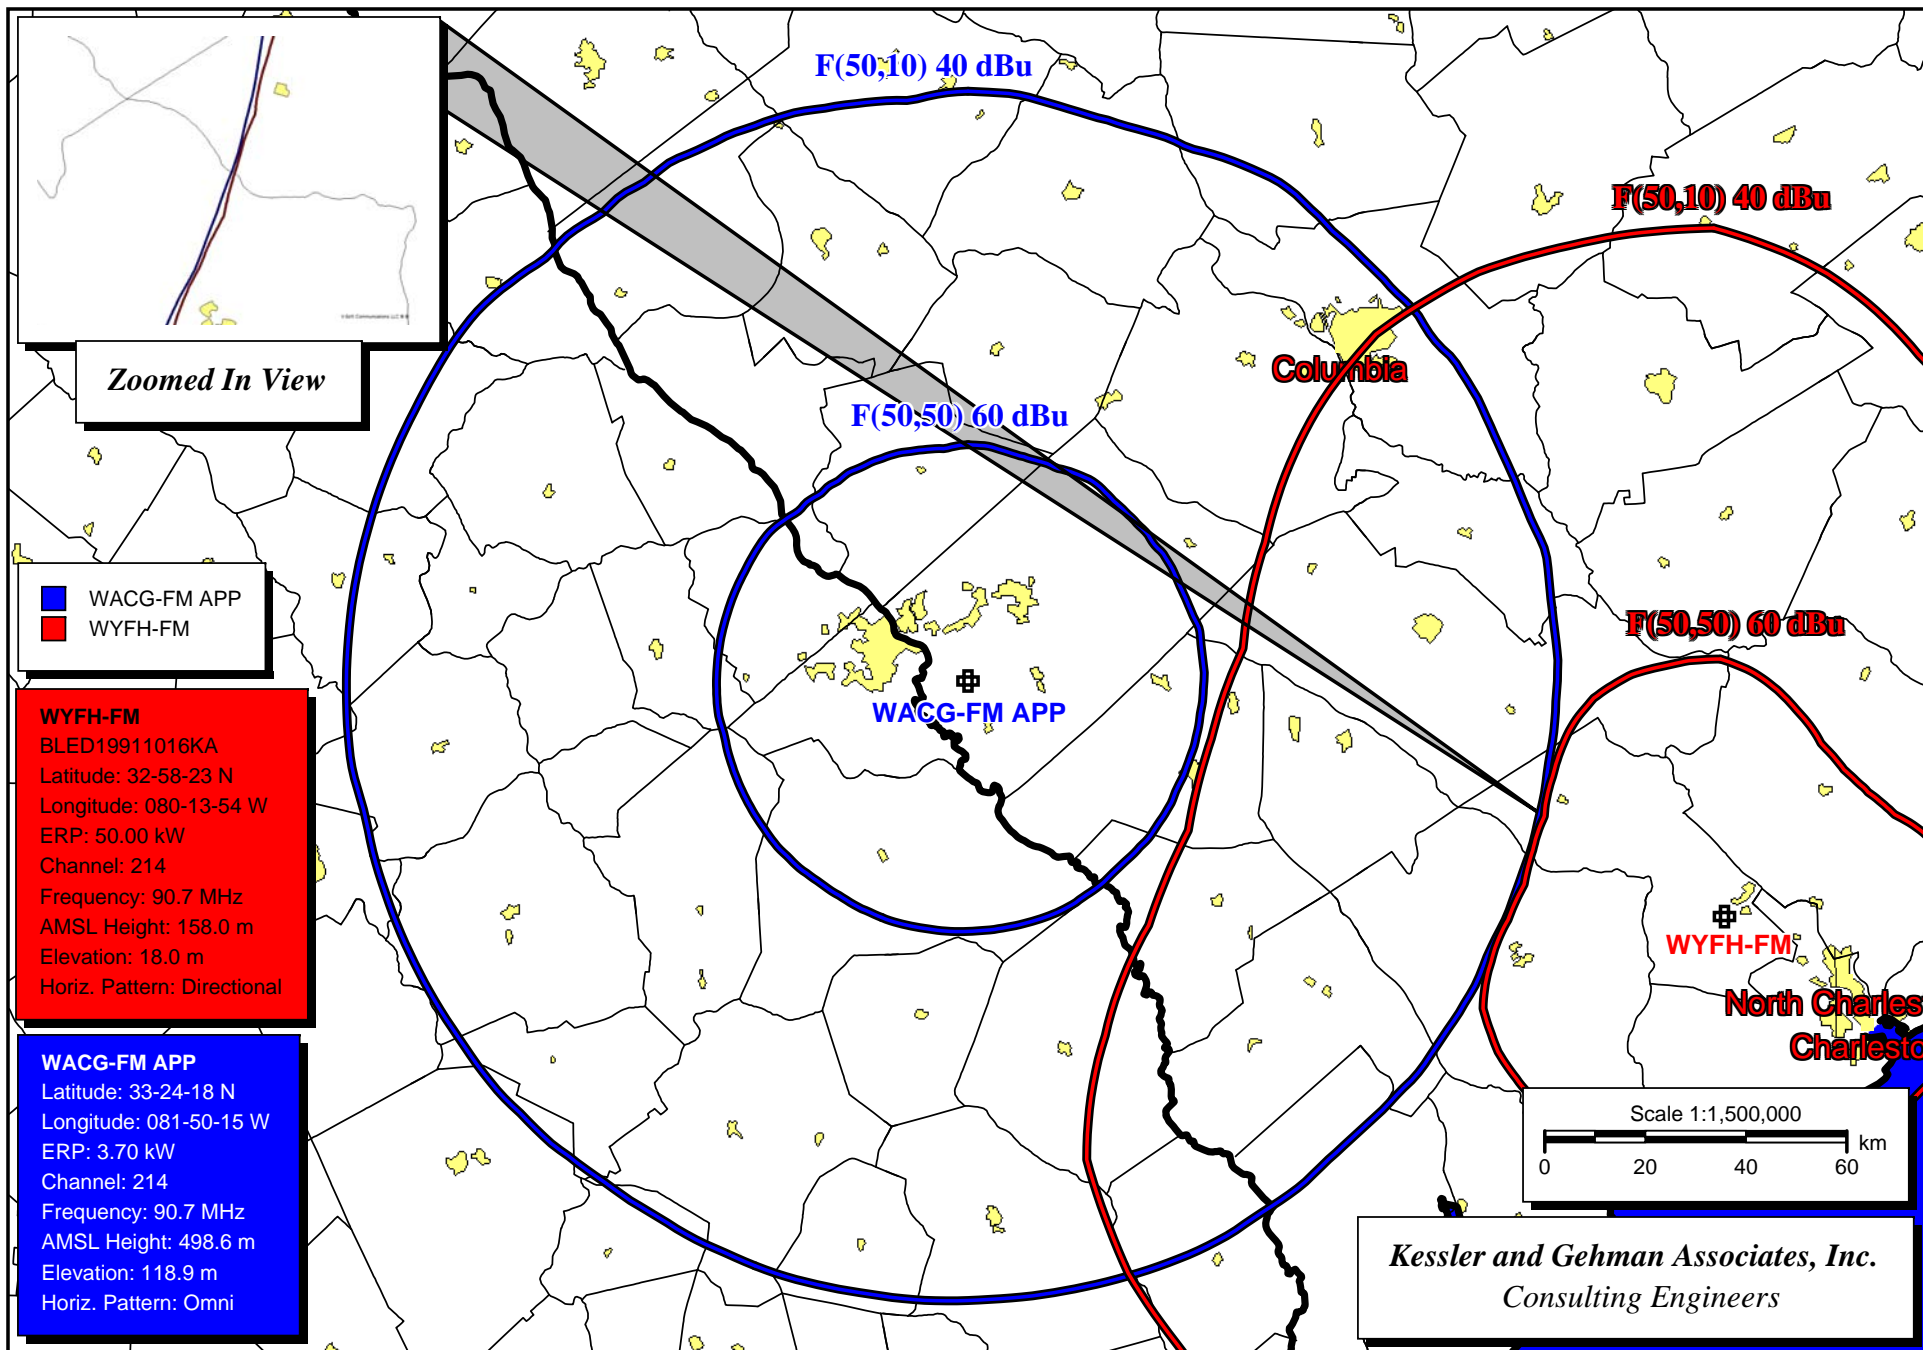 F(50,10) 40 dBu
F(50,10) 40 dBu
Zoomed In View
Columbia
F(50,50) 60 dBu
WACG-FM APP
WYFH-FM
F(50,50) 60 dBu
WACG-FM APP
WYFH-FM
BLED19911016KA
Latitude: 32-58-23 N
Longitude: 080-13-54 W
ERP: 50.00 kW
Channel: 214
Frequency: 90.7 MHz
AMSL Height: 158.0 m
Elevation: 18.0 m
Horiz. Pattern: Directional
WYFH-FM
North Charles
Charlesto
WACG-FM APP
Latitude: 33-24-18 N
Longitude: 081-50-15 W
ERP: 3.70 kW
Channel: 214
Frequency: 90.7 MHz
AMSL Height: 498.6 m
Elevation: 118.9 m
Horiz. Pattern: Omni
Scale 1:1,500,000
km
0 20 40 60
Kessler and Gehman Associates, Inc.
Consulting Engineers